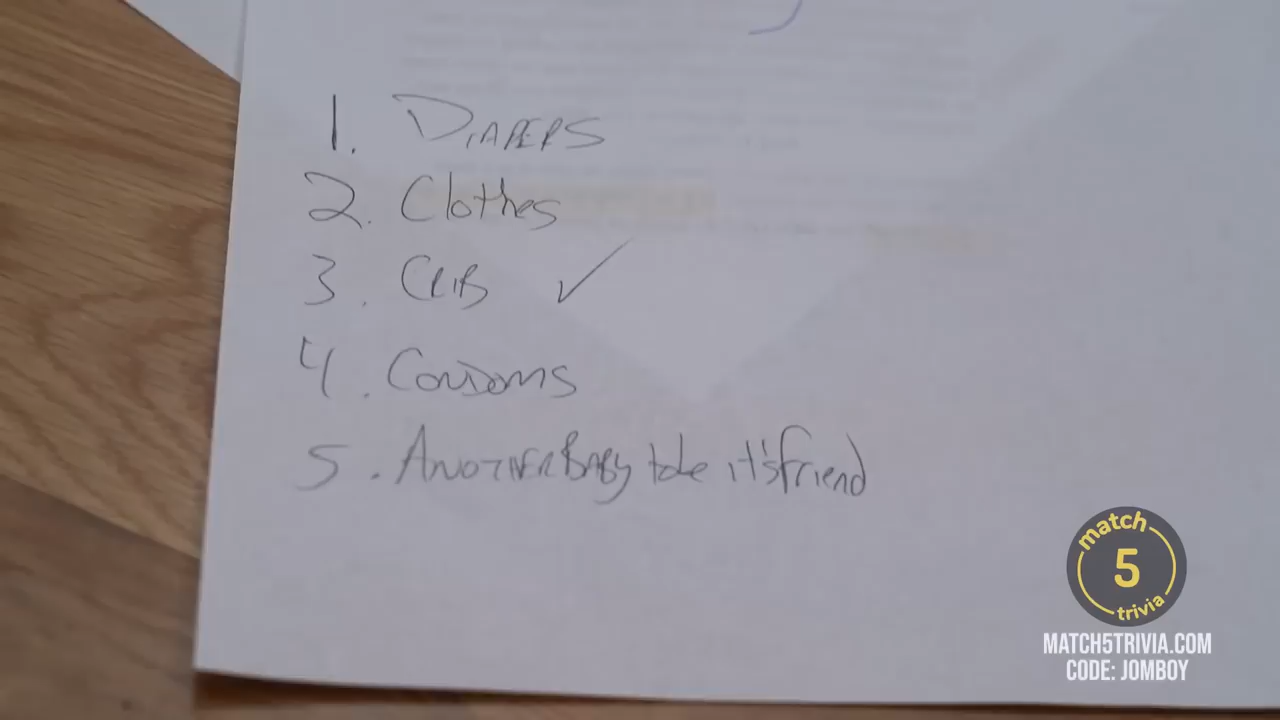 1. DIAPERS
2. Clothes
3. CRIB ✓
4. CONDOMS
5. ANOTHER BABY to be it's friend
match
5
trivia
MATCH5TRIVIA.COM
CODE: JOMBOY